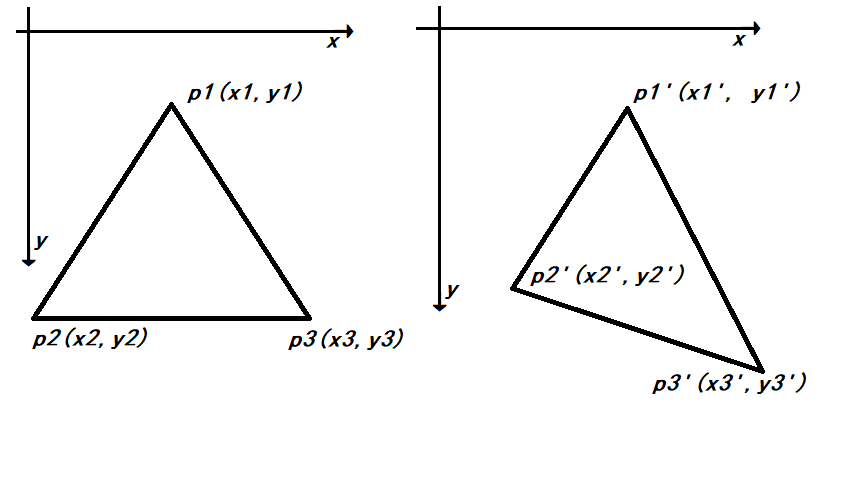 x
p1(x1, y1)
y
p2(x2, y2)
p3(x3, y3)
x
p1'(x1', y1')
p2'(x2', y2')
y
p3'(x3', y3')